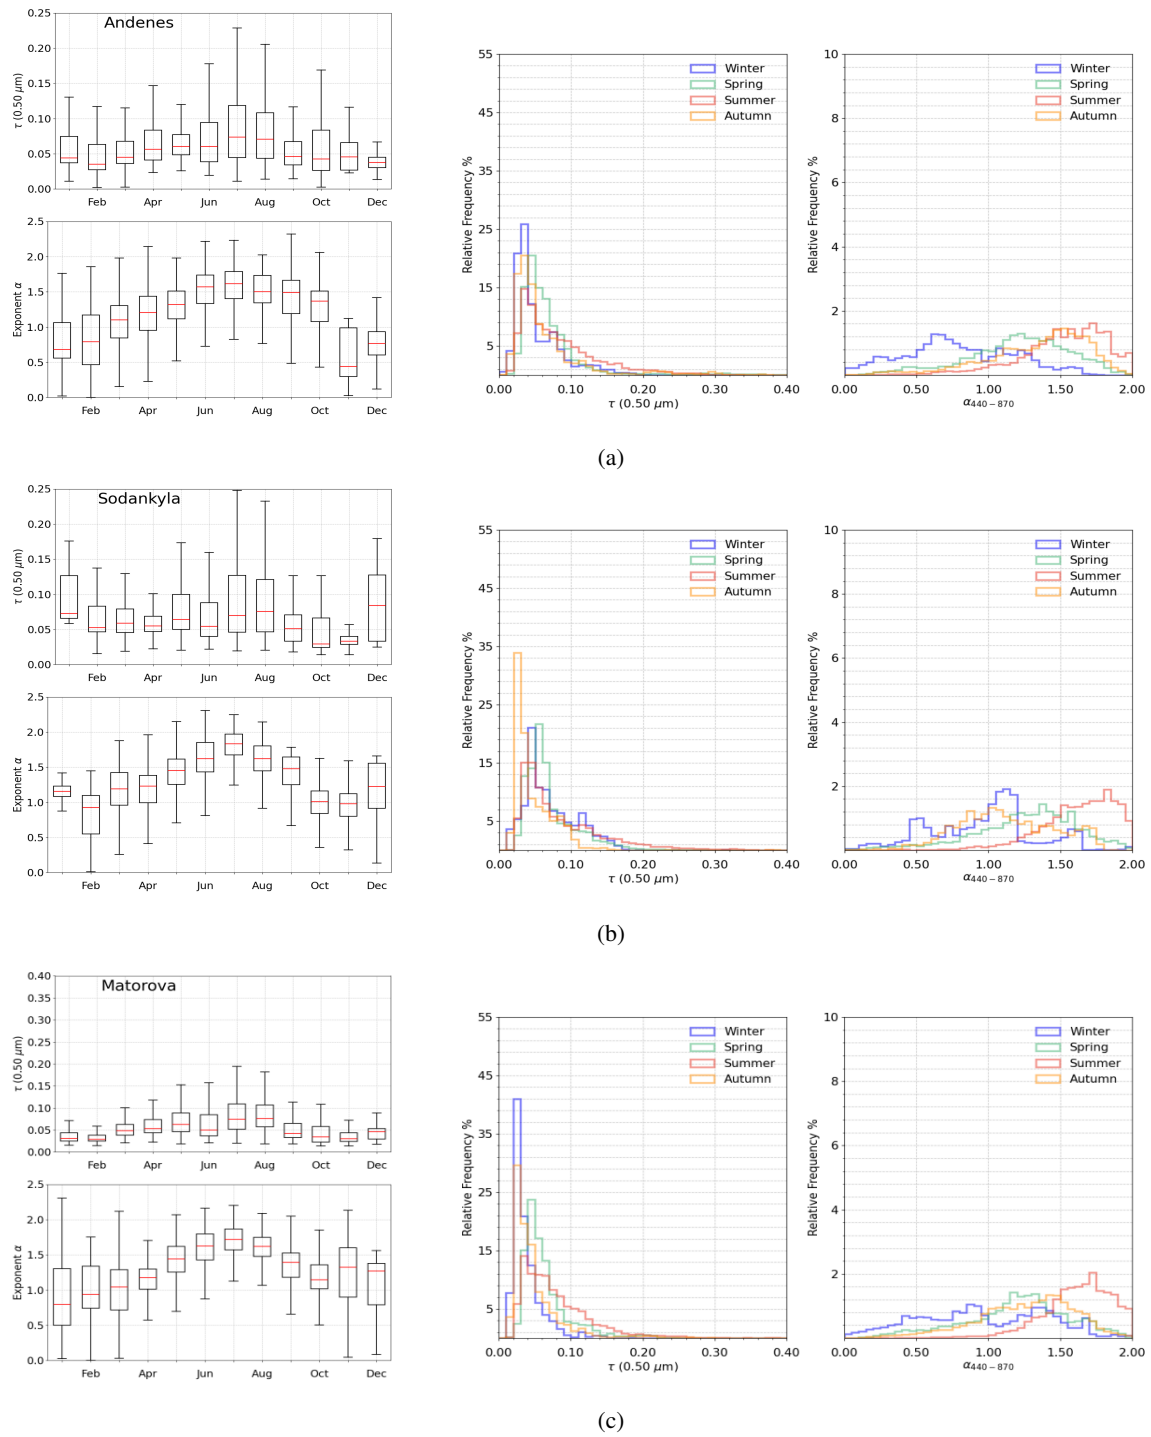 Andenes
τ (0.50 μm)
0.25
0.20
0.15
0.10
0.05
0.00
Feb Apr Jun Aug Oct Dec
Exponent α
2.5
2.0
1.5
1.0
0.5
0.0
Feb Apr Jun Aug Oct Dec
Relative Frequency %
55
45
35
25
15
5
Winter
Spring
Summer
Autumn
0.00 0.10 0.20 0.30 0.40
τ (0.50 μm)
Relative Frequency %
10
8
6
4
2
Winter
Spring
Summer
Autumn
0.00 0.50 1.00 1.50 2.00
α440−870
(a)
Sodankyla
τ (0.50 μm)
0.25
0.20
0.15
0.10
0.05
0.00
Feb Apr Jun Aug Oct Dec
Exponent α
2.5
2.0
1.5
1.0
0.5
0.0
Feb Apr Jun Aug Oct Dec
Relative Frequency %
55
45
35
25
15
5
Winter
Spring
Summer
Autumn
0.00 0.10 0.20 0.30 0.40
τ (0.50 μm)
Relative Frequency %
10
8
6
4
2
Winter
Spring
Summer
Autumn
0.00 0.50 1.00 1.50 2.00
α440−870
(b)
Matorova
τ (0.50 μm)
0.40
0.35
0.30
0.25
0.20
0.15
0.10
0.05
0.00
Feb Apr Jun Aug Oct Dec
Exponent α
2.5
2.0
1.5
1.0
0.5
0.0
Feb Apr Jun Aug Oct Dec
Relative Frequency %
55
45
35
25
15
5
Winter
Spring
Summer
Autumn
0.00 0.10 0.20 0.30 0.40
τ (0.50 μm)
Relative Frequency %
10
8
6
4
2
Winter
Spring
Summer
Autumn
0.00 0.50 1.00 1.50 2.00
α440−870
(c)